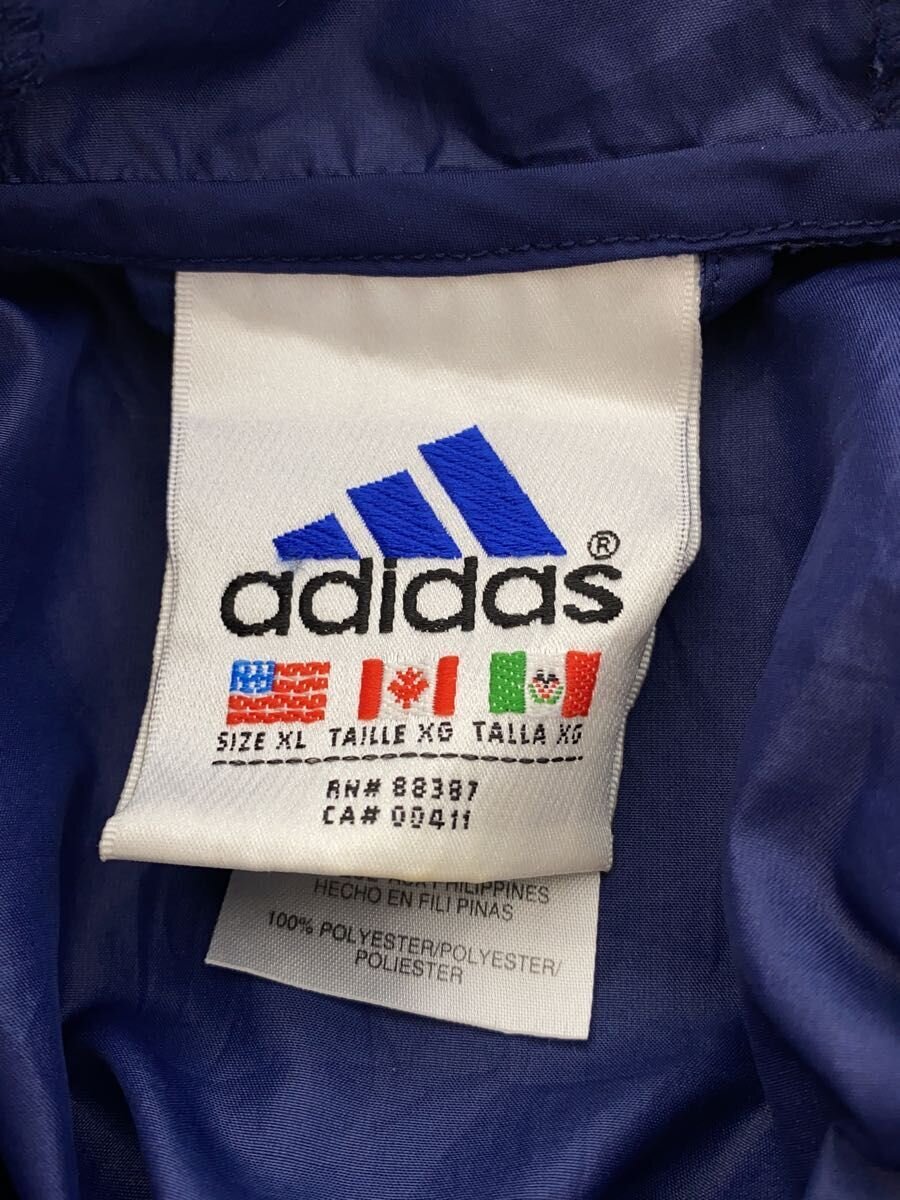 adidas®
SIZE XL TAILLE XG TALLA XG
RN# 88387
CA# 00411
PHILIPPINES
HECHO EN FILI PINAS
100% POLYESTER/POLYESTER/
POLIESTER